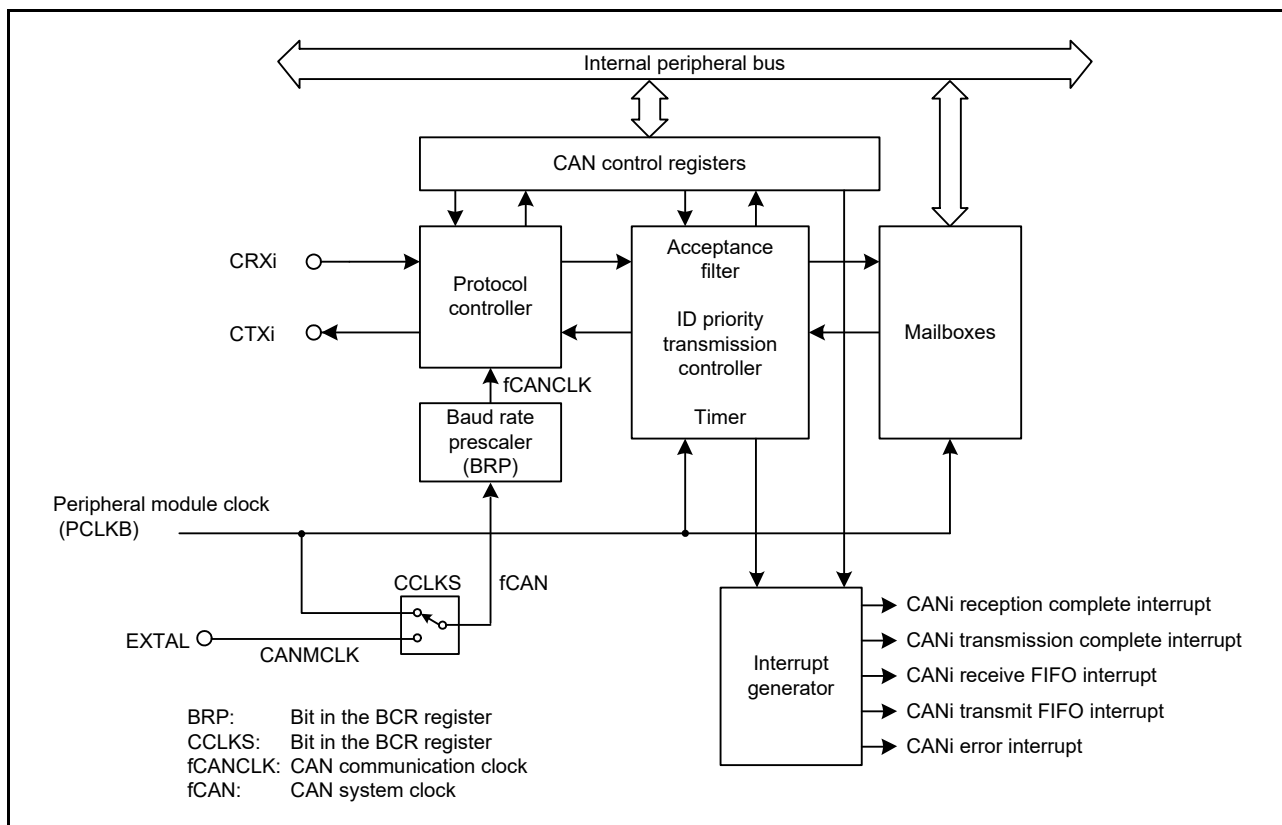 Internal peripheral bus
CAN control registers
CRXi
CTXi
Protocol
controller
Acceptance
filter
ID priority
transmission
controller
Timer
Mailboxes
fCANCLK
Baud rate
prescaler
(BRP)
Peripheral module clock
(PCLKB)
CCLKS
fCAN
EXTAL
CANMCLK
Interrupt
generator
CANi reception complete interrupt
CANi transmission complete interrupt
CANi receive FIFO interrupt
CANi transmit FIFO interrupt
CANi error interrupt
BRP: Bit in the BCR register
CCLKS: Bit in the BCR register
fCANCLK: CAN communication clock
fCAN: CAN system clock